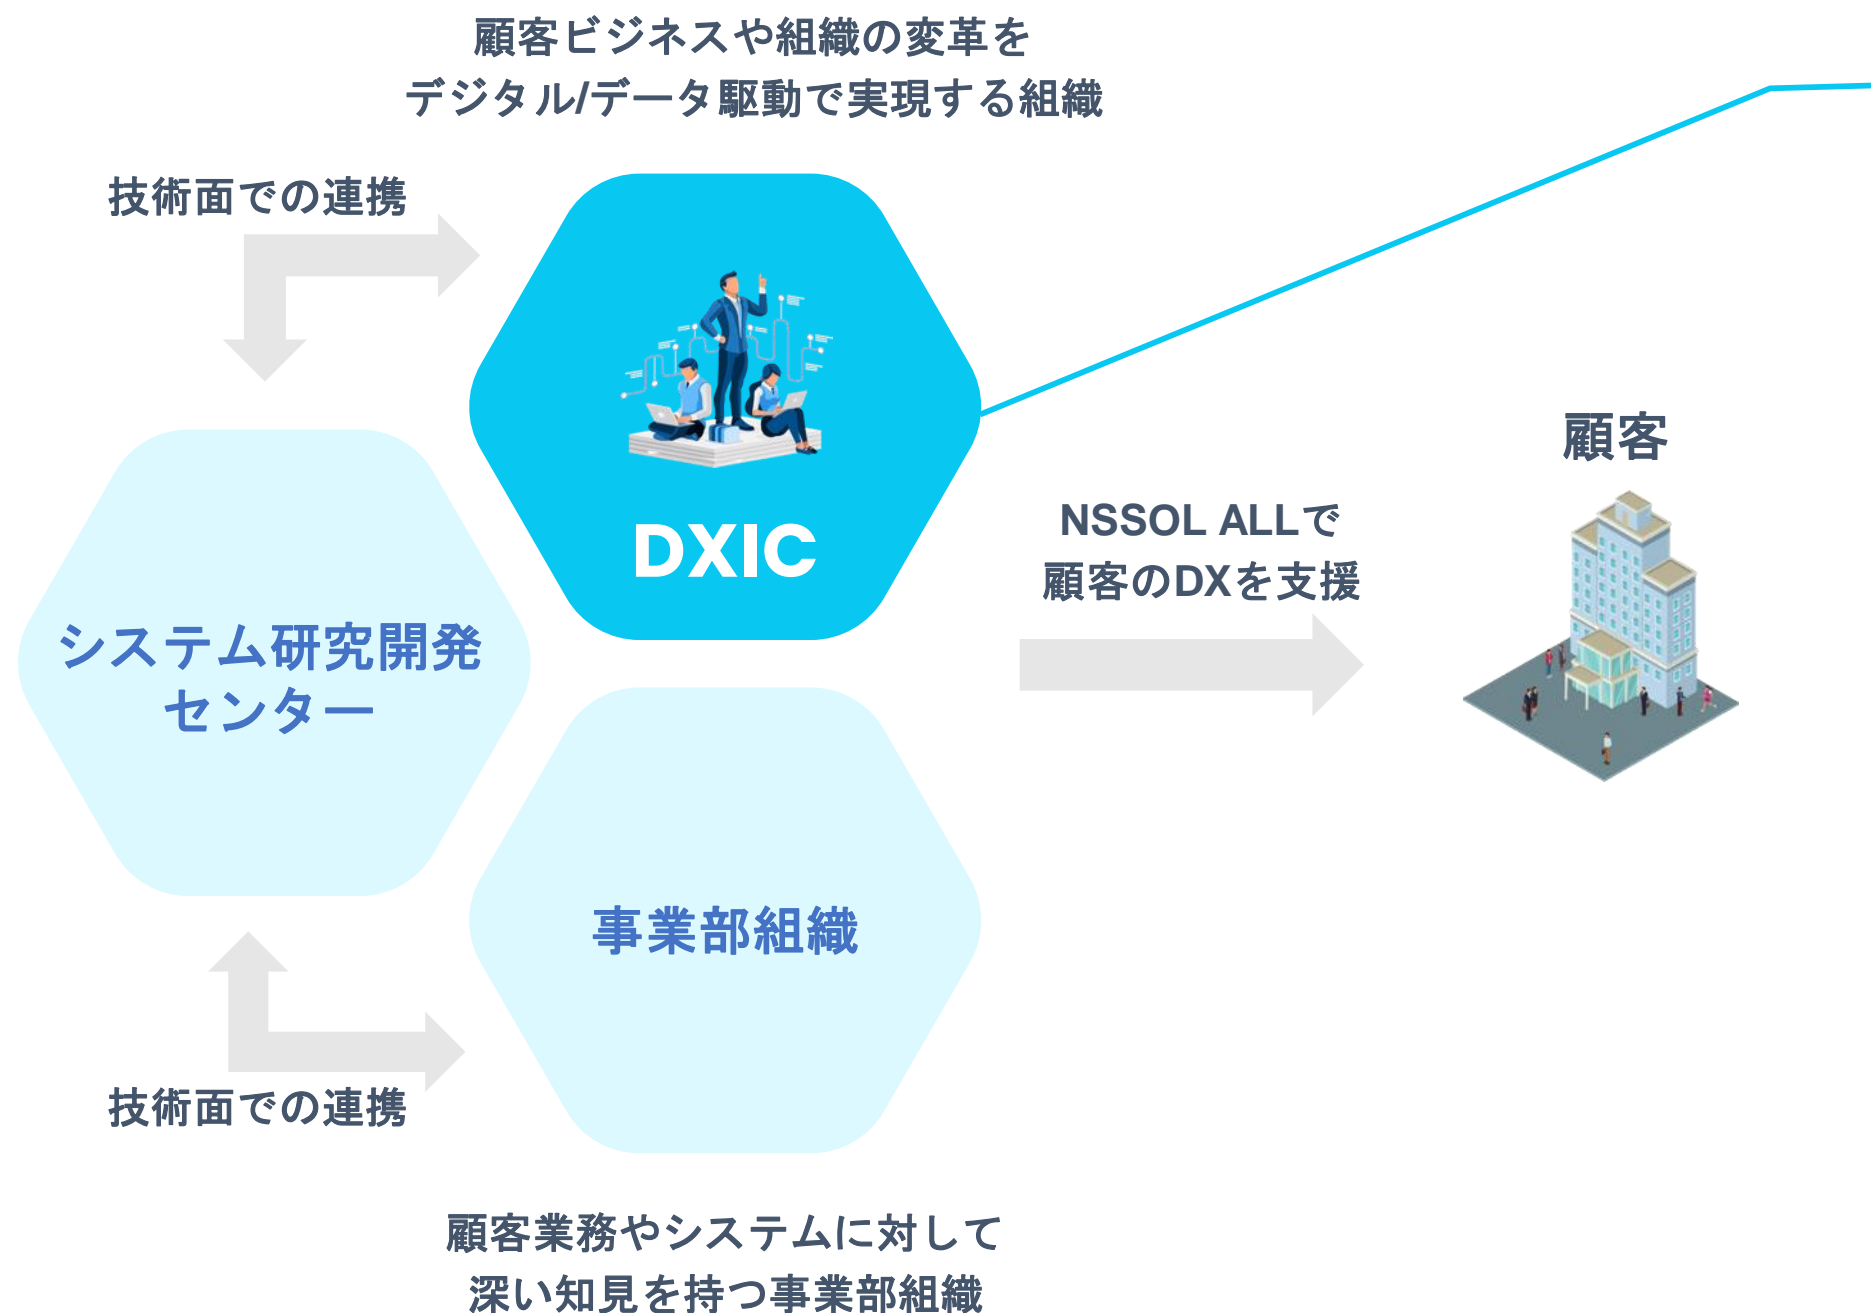 顧客ビジネスや組織の変革を
デジタル/データ駆動で実現する組織
技術面での連携
DXIC
顧客
NSSOL ALLで
顧客のDXを支援
システム研究開発
センター
事業部組織
技術面での連携
顧客業務やシステムに対して
深い知見を持つ事業部組織